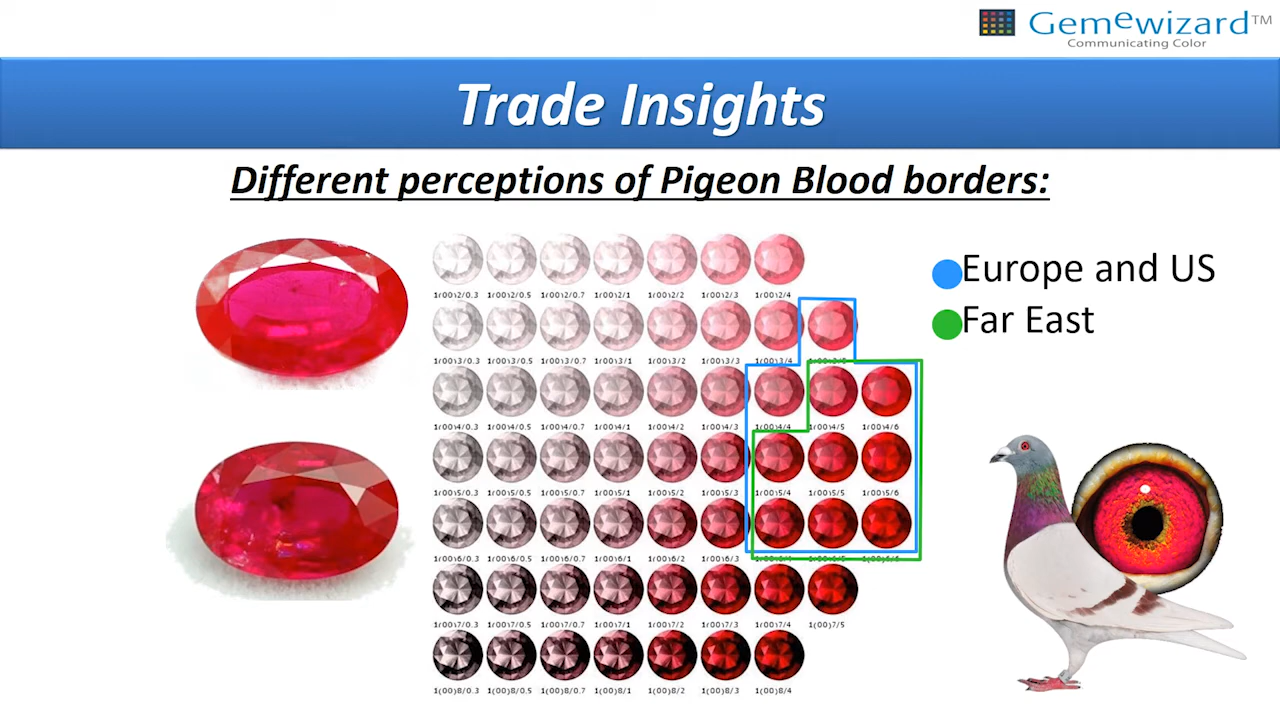 Gemewizard™
Communicating Color
Trade Insights
Different perceptions of Pigeon Blood borders:
Europe and US
Far East
1(00)2/0.3 1(00)2/0.5 1(00)2/0.7 1(00)2/1 1(00)2/2 1(00)2/3 1(00)2/4
1(00)3/0.3 1(00)3/0.5 1(00)3/0.7 1(00)3/1 1(00)3/2 1(00)3/3 1(00)3/4
1(00)4/0.3 1(00)4/0.5 1(00)4/0.7 1(00)4/1 1(00)4/2 1(00)4/3 1(00)4/4 1(00)4/5 1(00)4/6
1(00)5/0.3 1(00)5/0.5 1(00)5/0.7 1(00)5/1 1(00)5/2 1(00)5/3 1(00)5/4 1(00)5/5 1(00)5/6
1(00)6/0.3 1(00)6/0.5 1(00)6/0.7 1(00)6/1 1(00)6/2 1(00)6/3
1(00)7/0.3 1(00)7/0.5 1(00)7/0.7 1(00)7/1 1(00)7/2 1(00)7/3 1(00)7/4 1(00)7/5
1(00)8/0.3 1(00)8/0.5 1(00)8/0.7 1(00)8/1 1(00)8/2 1(00)8/3 1(00)8/4